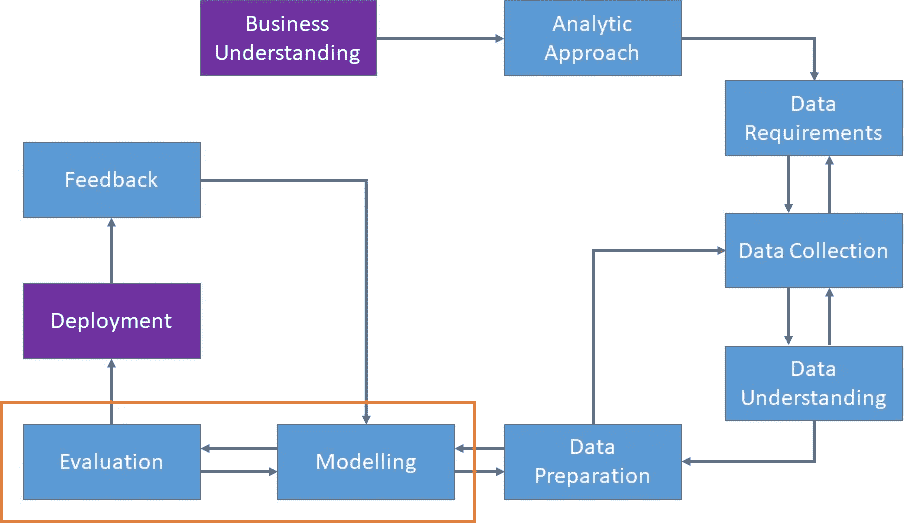 Business
Understanding
Analytic
Approach
Data
Requirements
Feedback
Data Collection
Deployment
Data
Understanding
Evaluation
Modelling
Data
Preparation